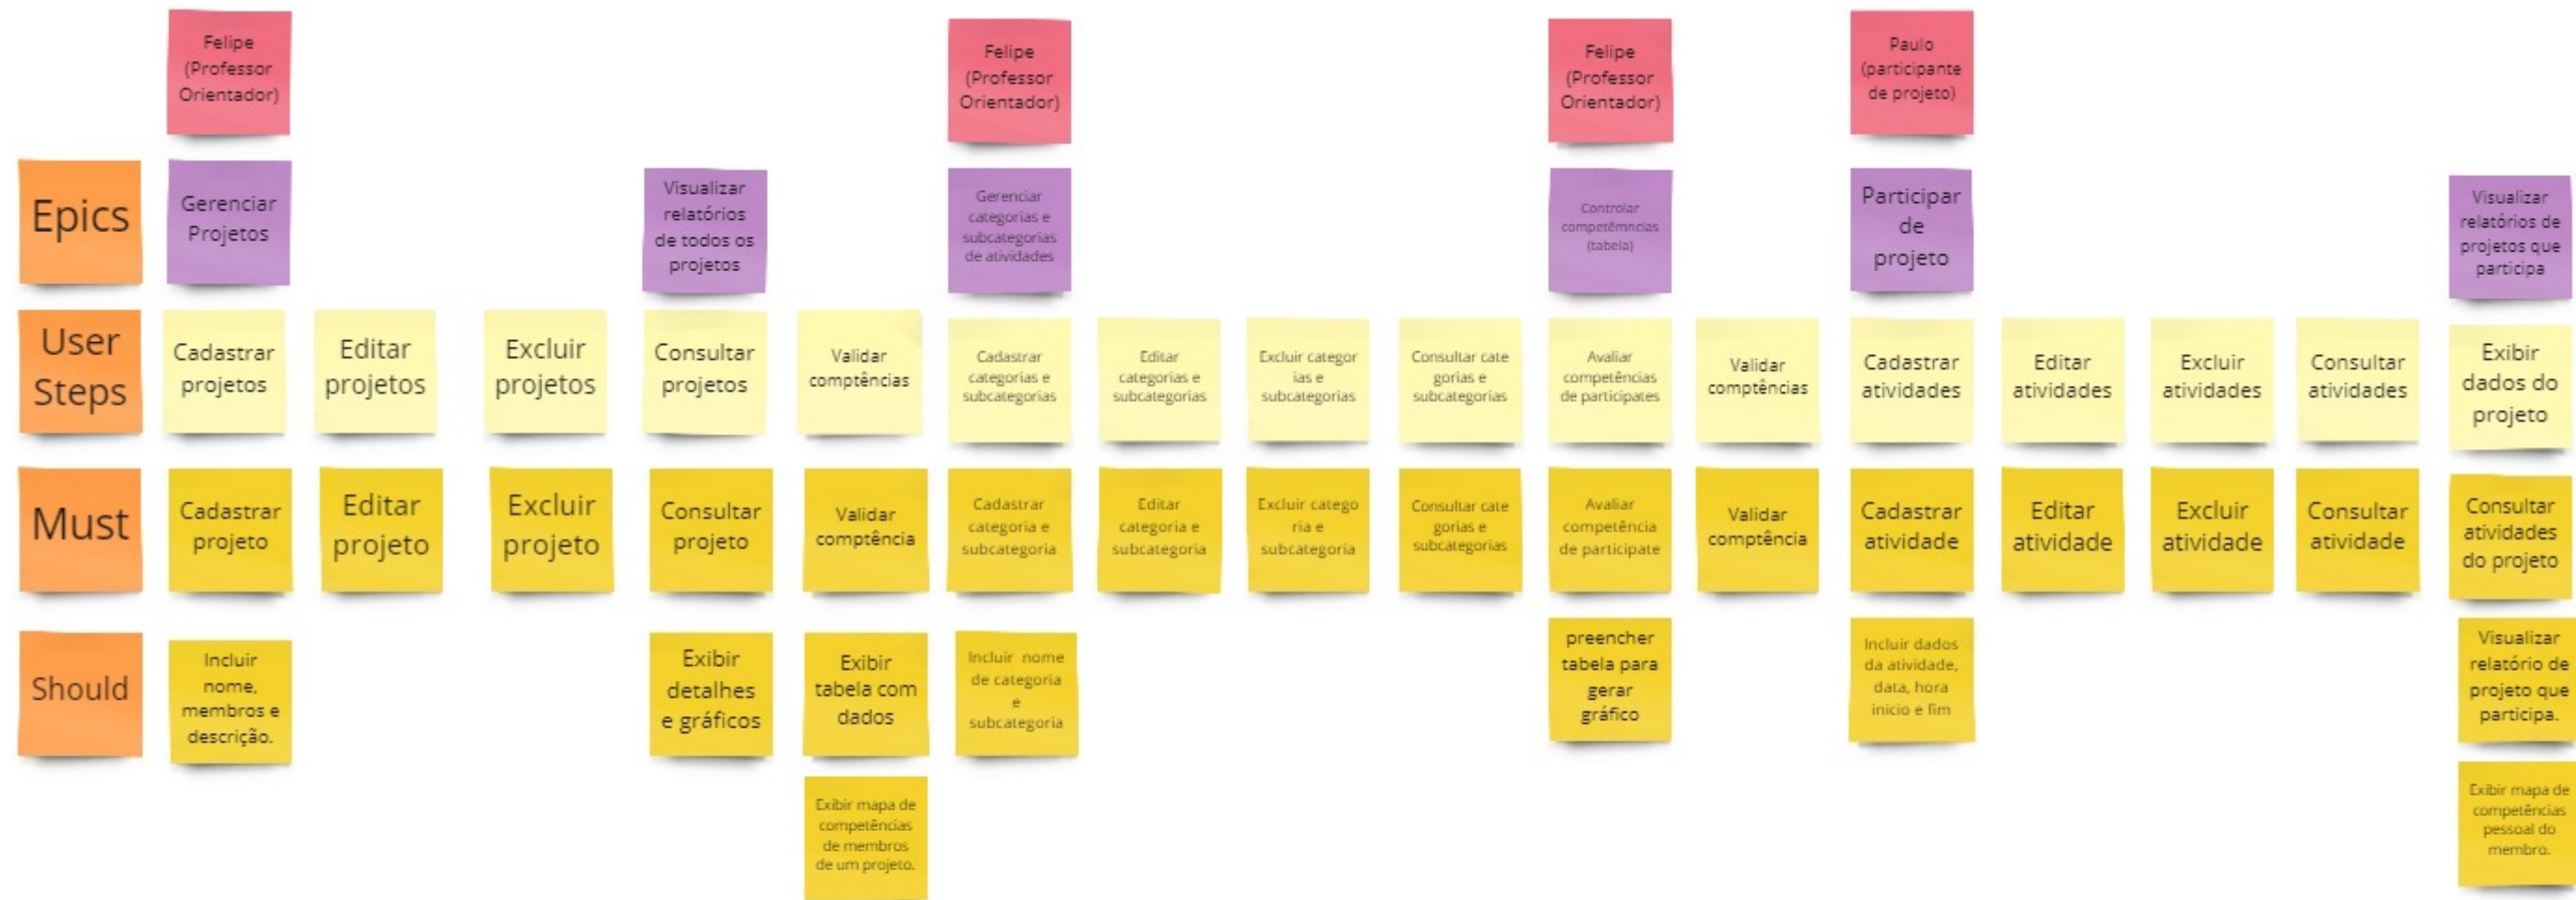 Felipe
(Professor
Orientador)
Felipe
(Professor
Orientador)
Felipe
(Professor
Orientador)
Paulo
(participante
de projeto)
Epics
Gerenciar
Projetos
Visualizar
relatórios
de todos os
projetos
Gerenciar
categorias e
subcategorias
de atividades
Controlar
competêmncias
(tabela)
Participar
de
projeto
Visualizar
relatórios de
projetos que
participa
User
Steps
Cadastrar
projetos
Editar
projetos
Excluir
projetos
Consultar
projetos
Validar
comptências
Cadastrar
categorias e
subcategorias
Editar
categorias e
subcategorias
Excluir categor
ias e
subcategorias
Consultar cate
gorias e
subcategorias
Avaliar
competências
de participates
Validar
comptências
Cadastrar
atividades
Editar
atividades
Excluir
atividades
Consultar
atividades
Exibir
dados do
projeto
Must
Cadastrar
projeto
Editar
projeto
Excluir
projeto
Consultar
projeto
Validar
comptência
Cadastrar
categoria e
subcategoria
Editar
categoria e
subcategoria
Excluir catego
ria e
subcategoria
Consultar cate
gorias e
subcategorias
Avaliar
competência
de participate
Validar
comptência
Cadastrar
atividade
Editar
atividade
Excluir
atividade
Consultar
atividade
Consultar
atividades
do projeto
Should
Incluir
nome,
membros e
descrição.
Exibir
detalhes
e gráficos
Exibir
tabela com
dados
Incluir nome
de categoria
e
subcategoria
preencher
tabela para
gerar
gráfico
Incluir dados
da atividade,
data, hora
inicio e fim
Visualizar
relatório de
projeto que
participa.
Exibir mapa de
competências
de membros
de um projeto.
Exibir mapa de
competências
pessoal do
membro.